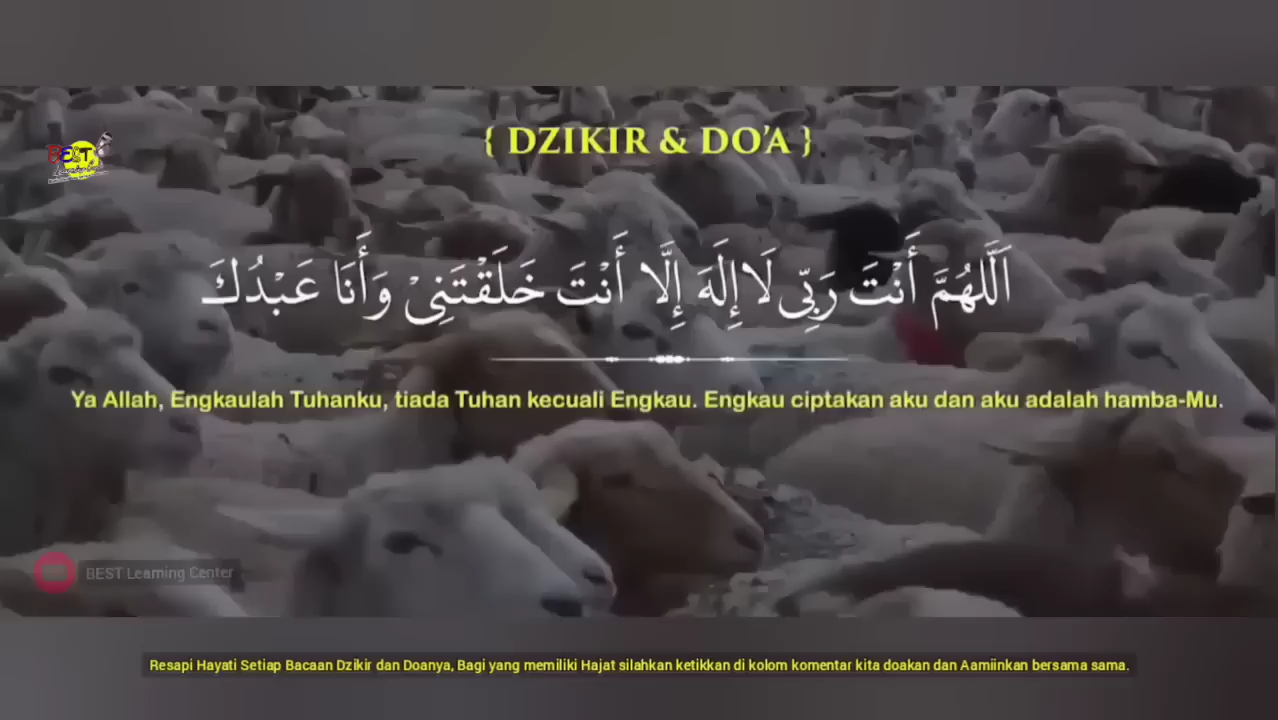 { DZIKIR & DO'A }
BEST
اَللَّهُمَّ أَنْتَ رَبِّى لَا إِلَهَ إِلَّا أَنْتَ خَلَقْتَنِىْ وَأَنَا عَبْدُكَ
Ya Allah, Engkaulah Tuhanku, tiada Tuhan kecuali Engkau. Engkau ciptakan aku dan aku adalah hamba-Mu.
BEST Learning Center
Resapi Hayati Setiap Bacaan Dzikir dan Doanya, Bagi yang memiliki Hajat silahkan ketikkan di kolom komentar kita doakan dan Aamiinkan bersama sama.